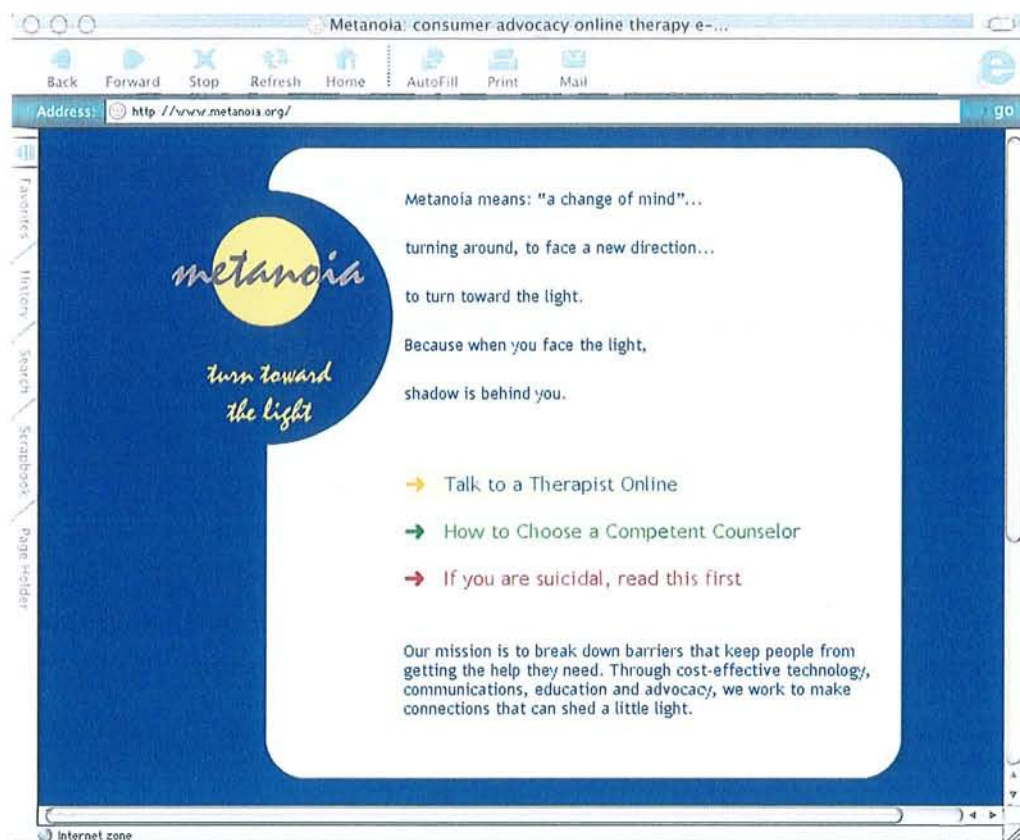 Metanoia: consumer advocacy online therapy e-...
Back Forward Stop Refresh Home AutoFill Print Mail
Address: http://www.metanoia.org/ go
Favorites
History
Search
Scrapbook
Page Holder
metanoia
turn toward
the light
Metanoia means: "a change of mind"...
turning around, to face a new direction...
to turn toward the light.
Because when you face the light,
shadow is behind you.
➔ Talk to a Therapist Online
➔ How to Choose a Competent Counselor
➔ If you are suicidal, read this first
Our mission is to break down barriers that keep people from
getting the help they need. Through cost-effective technology,
communications, education and advocacy, we work to make
connections that can shed a little light.
Internet zone